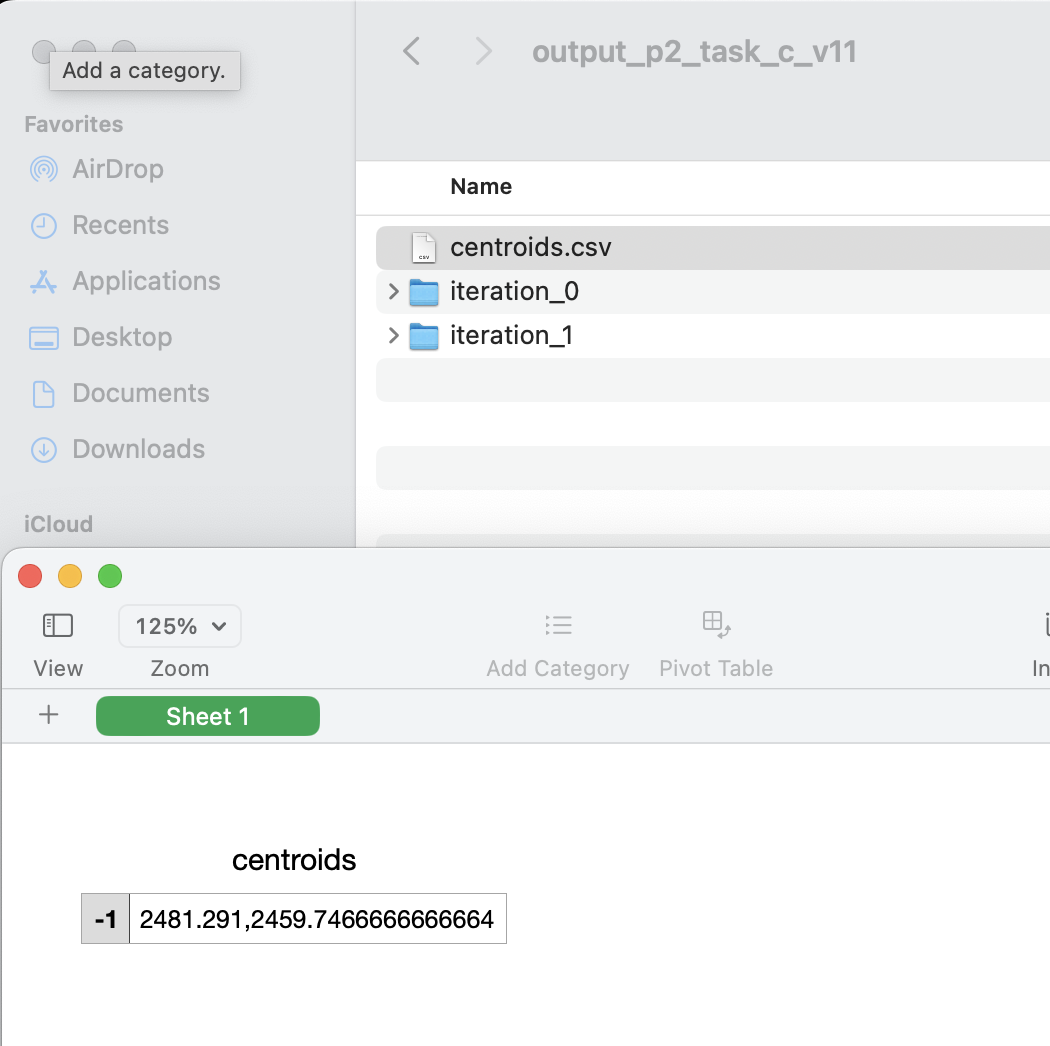 output_p2_task_c_v11
Add a category.
Favorites
AirDrop
Recents
Applications
Desktop
Documents
Downloads
iCloud
Name
centroids.csv
iteration_0
iteration_1
125%
View
Zoom
Add Category
Pivot Table
In
+
Sheet 1
centroids
-1 2481.291,2459.7466666666664